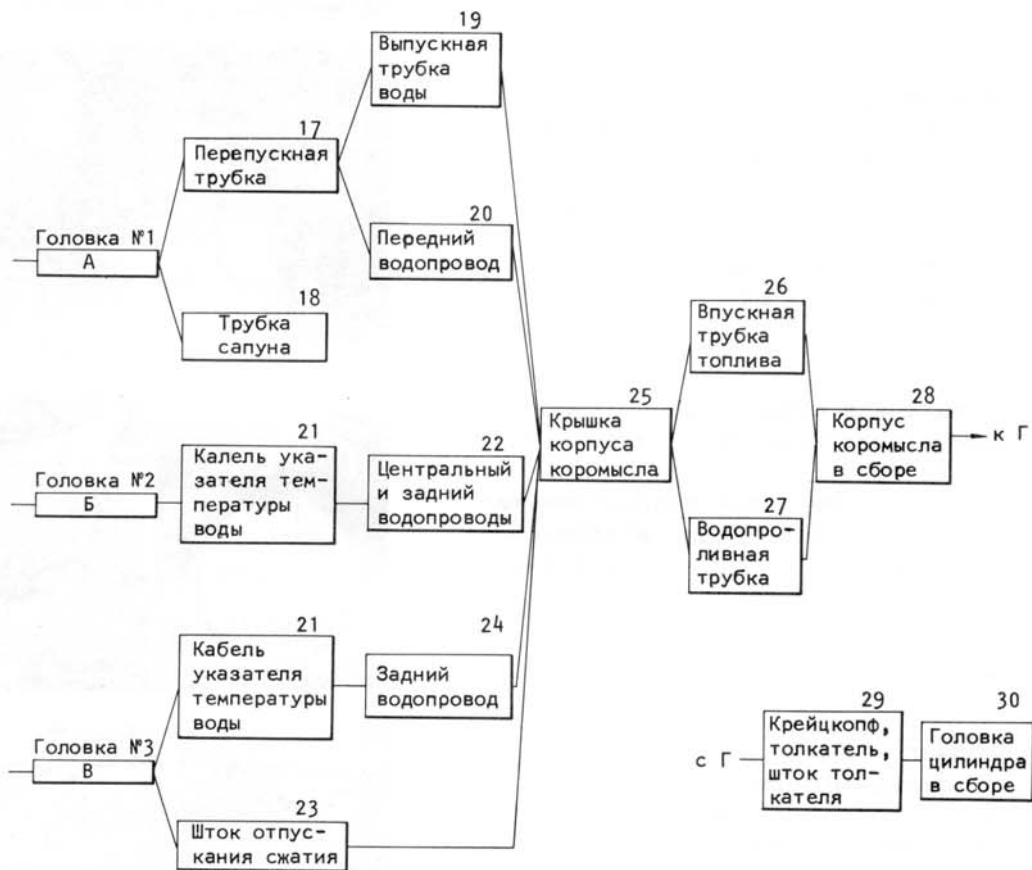 19
Выпускная
трубка
воды
17
Перепускная
трубка
20
Передний
водопровод
Головка №1
А
18
Трубка
сапуна
26
Впускная
трубка
топлива
25
Крышка
корпуса
коромысла
28
Корпус
коромысла
в сборе
к Г
21
Калель ука-
зателя тем-
пературы
воды
22
Центральный
и задний
водопроводы
Головка №2
Б
27
Водопро-
ливная
трубка
21
Кабель
указателя
температуры
воды
24
Задний
водопровод
Головка №3
В
23
Шток отпус-
кания сжатия
с Г
29
Крейцкопф,
толкатель,
шток тол-
кателя
30
Головка
цилиндра
в сборе